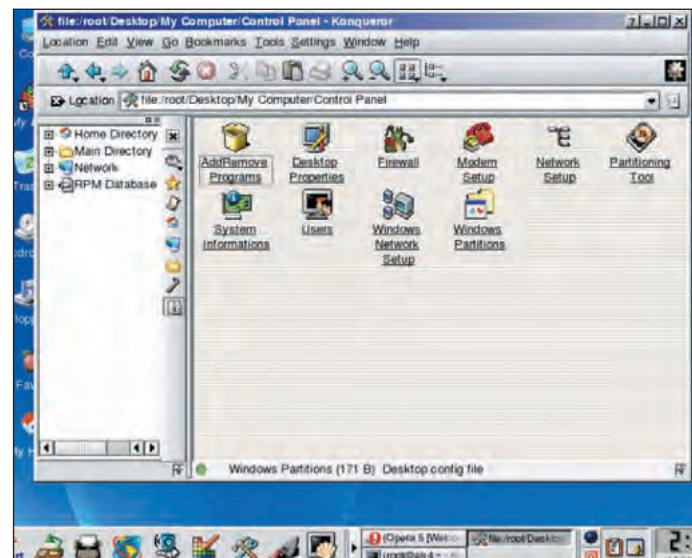 file:/root/Desktop/My Computer/Control Panel - Konqueror
Location Edit View Go Bookmarks Tools Settings Window Help
Location file:/root/Desktop/My Computer/Control Panel
Home Directory
Main Directory
Network
RPM Database
AddRemove Programs
Desktop Properties
Firewall
Modem Setup
Network Setup
Partitioning Tool
System Informations
Users
Windows Network Setup
Windows Partitions
Windows Partitions (171 B) Desktop config file
(Opera 5 [Web
file:/root/Deskto